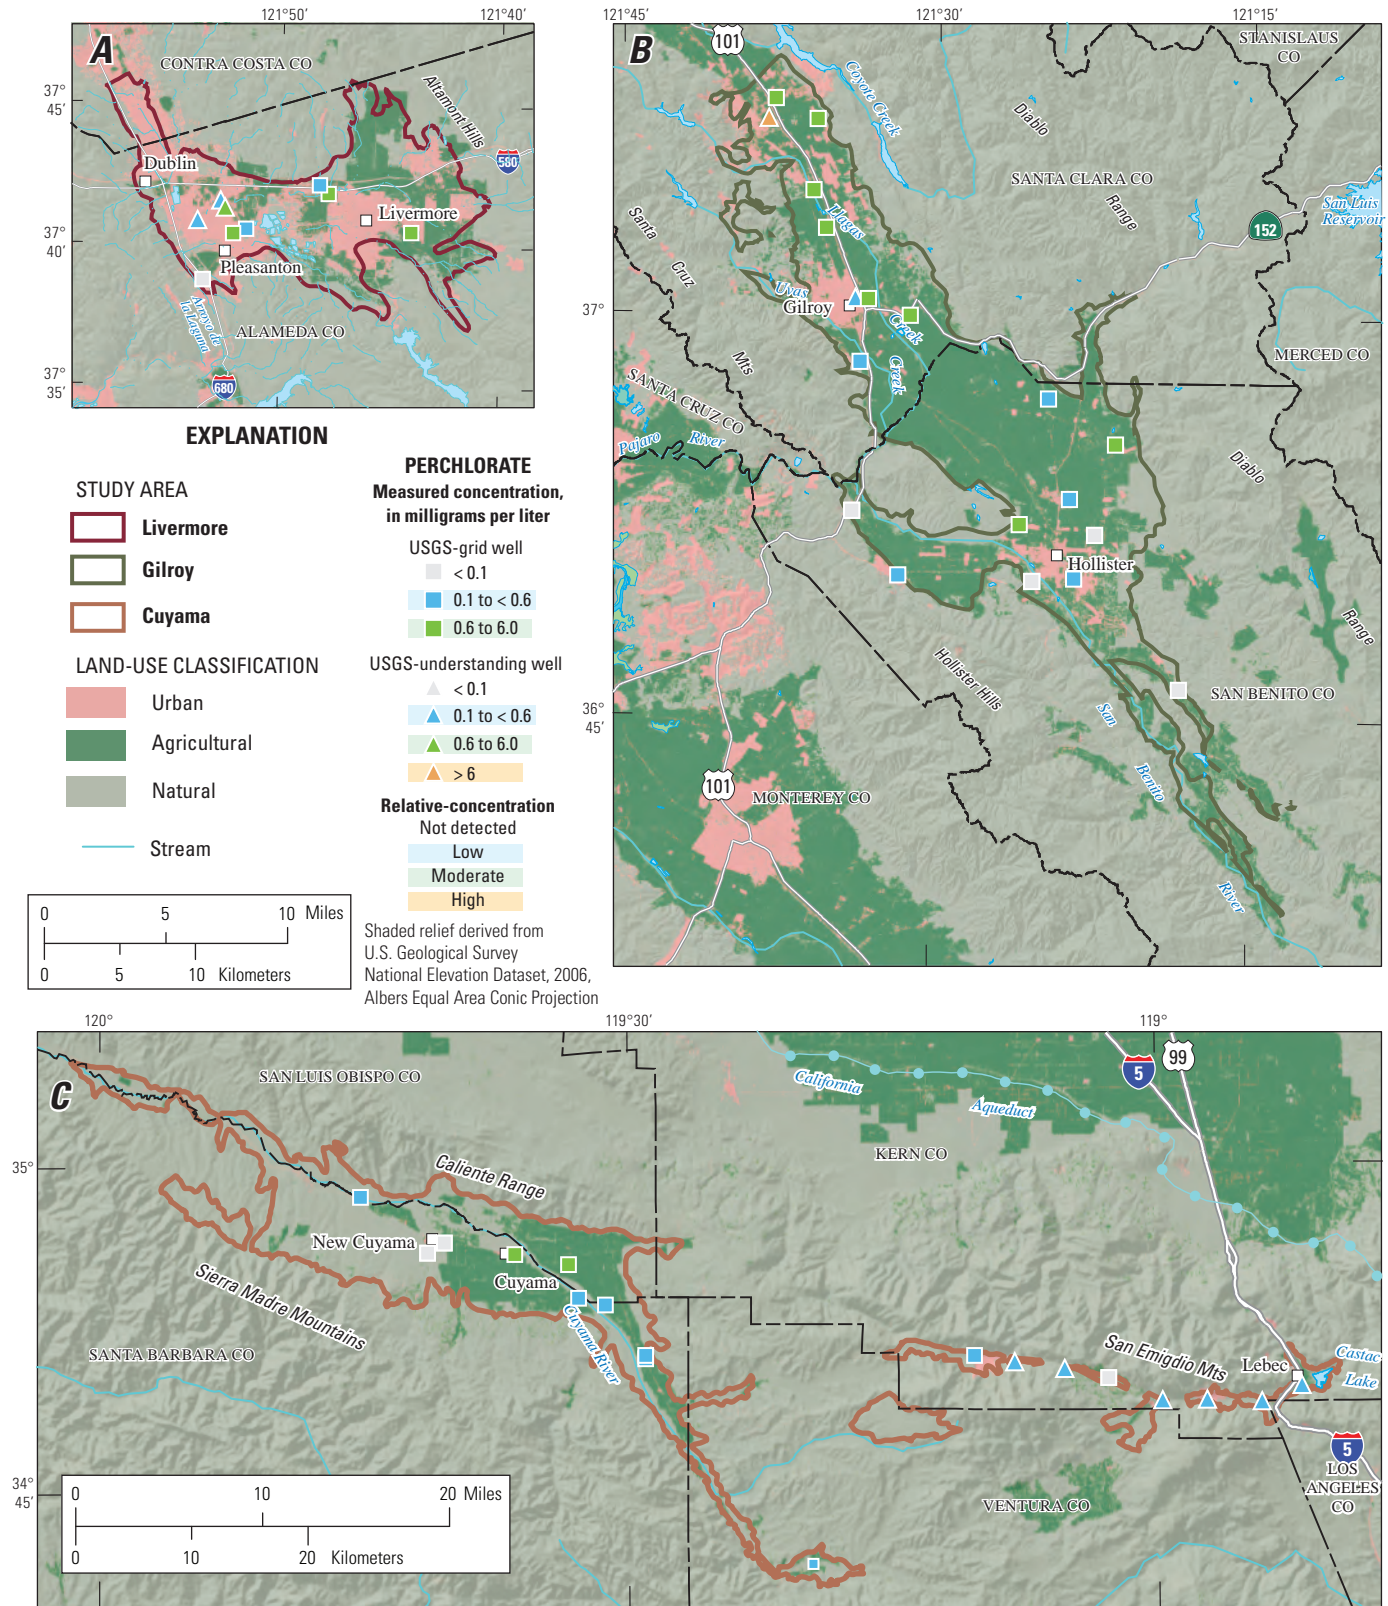 121°50'
121°40'
A
CONTRA COSTA CO
Altamont Hills
37°
45'
Dublin
580
Livermore
37°
40'
Pleasanton
Arroyo de
la Laguna
ALAMEDA CO
37°
35'
680
121°45'
121°30'
121°15'
B
101
STANISLAUS
CO
Coyote Creek
Diablo
SANTA CLARA CO
Range
San Luis
Reservoir
152
Santa
Cruz
Mts
Llagas
Creek
Uvas
Creek
Gilroy
37°
MERCED CO
SANTA CRUZ CO
Pajaro
River
Diablo
Range
Hollister
Hollister Hills
SAN BENITO CO
San
Benito
River
36°
45'
101
MONTEREY CO
EXPLANATION
STUDY AREA
Livermore
Gilroy
Cuyama
LAND-USE CLASSIFICATION
Urban
Agricultural
Natural
Stream
PERCHLORATE
Measured concentration,
in milligrams per liter
USGS-grid well
< 0.1
0.1 to < 0.6
0.6 to 6.0
USGS-understanding well
< 0.1
0.1 to < 0.6
0.6 to 6.0
> 6
Relative-concentration
Not detected
Low
Moderate
High
0 5 10 Miles
0 5 10 Kilometers
Shaded relief derived from
U.S. Geological Survey
National Elevation Dataset, 2006,
Albers Equal Area Conic Projection
120°
119°30'
119°
C
SAN LUIS OBISPO CO
California
Aqueduct
5
99
KERN CO
35°
Caliente Range
New Cuyama
Cuyama
Sierra Madre Mountains
Cuyama River
SANTA BARBARA CO
San Emigdio Mts
Lebec
Castac
Lake
5
LOS
ANGELES
CO
VENTURA CO
34°
45'
0 10 20 Miles
0 10 20 Kilometers